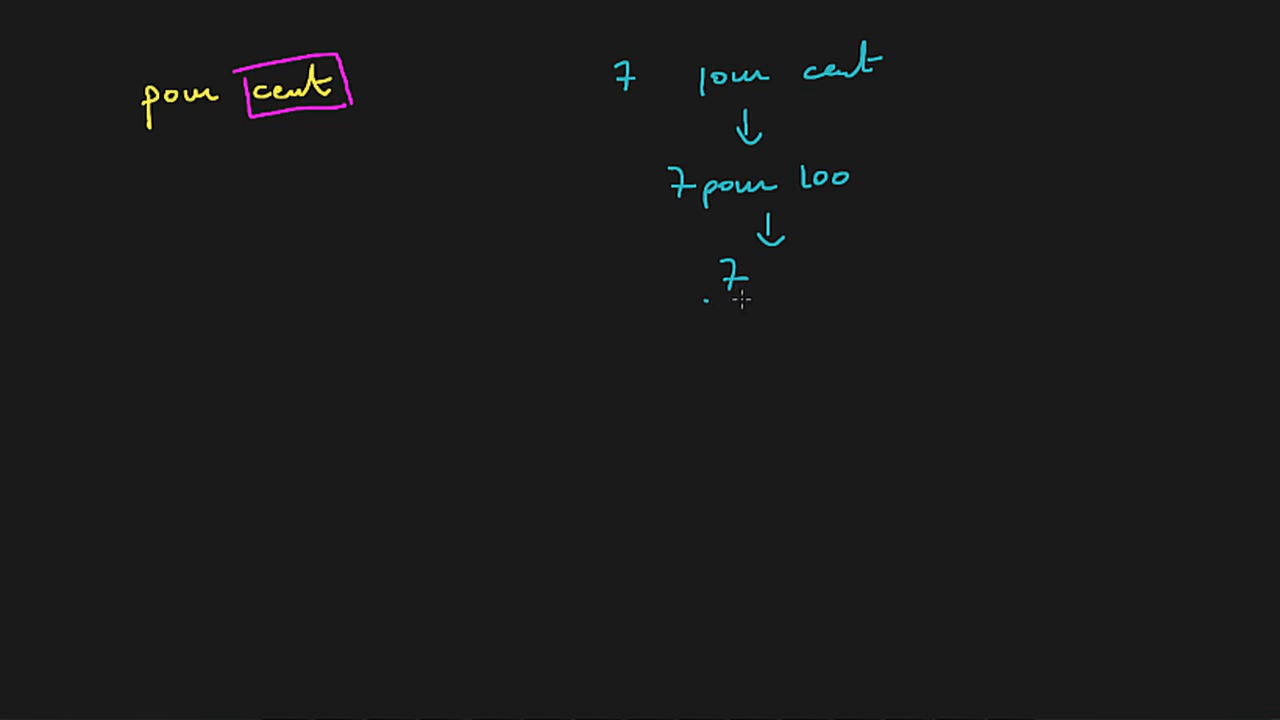 pour cent
7 pour cent
↓
7 pour 100
↓
7